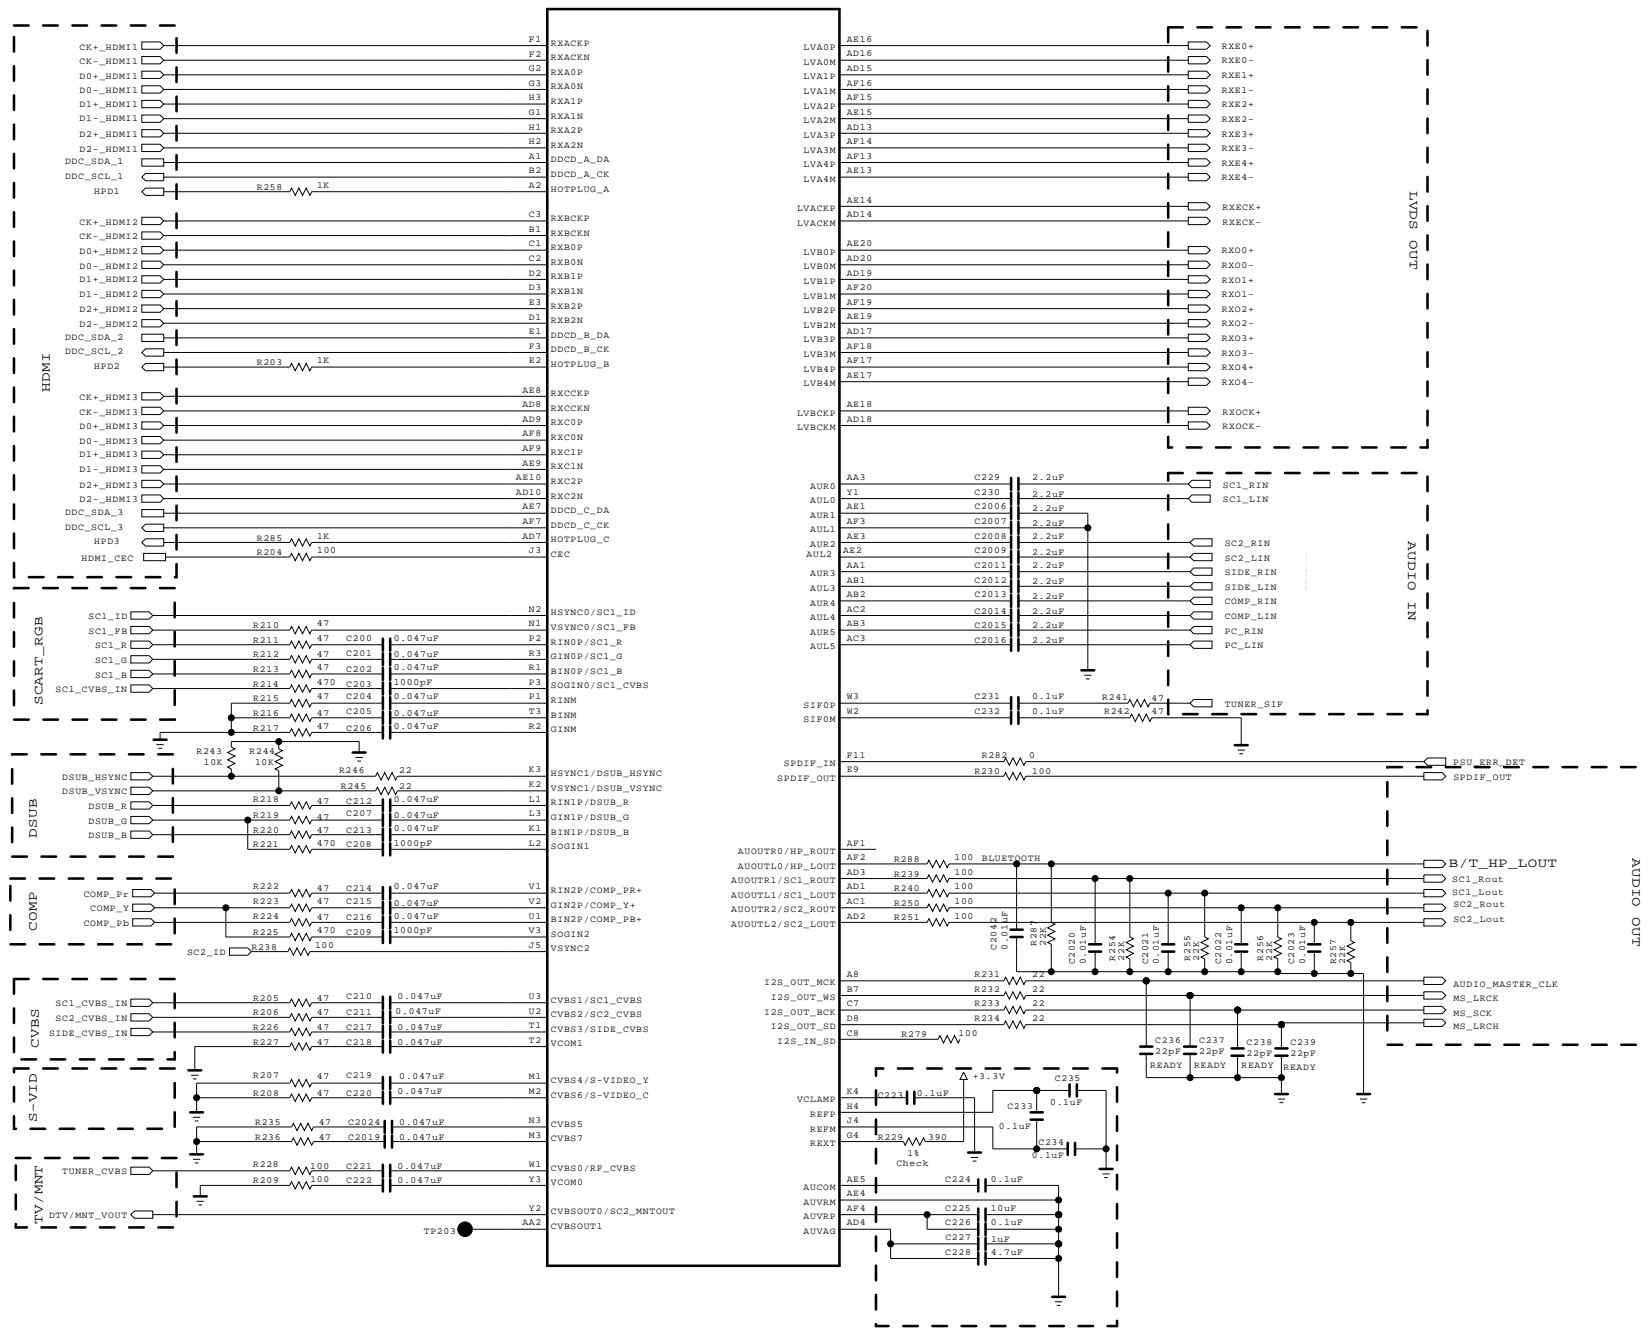 HDMI
CK+_HDMI1 F1 RXACKP
CK-_HDMI1 F2 RXACKN
D0+_HDMI1 G2 RXA0P
D0-_HDMI1 G3 RXA0N
D1+_HDMI1 H3 RXA1P
D1-_HDMI1 G1 RXA1N
D2+_HDMI1 H1 RXA2P
D2-_HDMI1 H2 RXA2N
DDC_SDA_1 A1 DDCD_A_DA
DDC_SCL_1 B2 DDCD_A_CK
HPD1 R258 1K A2 HOTPLUG_A
CK+_HDMI2 C3 RXBCKP
CK-_HDMI2 B1 RXBCKN
D0+_HDMI2 C1 RXB0P
D0-_HDMI2 C2 RXB0N
D1+_HDMI2 D2 RXB1P
D1-_HDMI2 D3 RXB1N
D2+_HDMI2 E3 RXB2P
D2-_HDMI2 D1 RXB2N
DDC_SDA_2 E1 DDCD_B_DA
DDC_SCL_2 F3 DDCD_B_CK
HPD2 R203 1K E2 HOTPLUG_B
CK+_HDMI3 AE8 RXCCKP
CK-_HDMI3 AD8 RXCCKN
D0+_HDMI3 AD9 RXC0P
D0-_HDMI3 AF8 RXC0N
D1+_HDMI3 AF9 RXC1P
D1-_HDMI3 AE9 RXC1N
D2+_HDMI3 AE10 RXC2P
D2-_HDMI3 AD10 RXC2N
DDC_SDA_3 AE7 DDCD_C_DA
DDC_SCL_3 AF7 DDCD_C_CK
HPD3 R285 1K AD7 HOTPLUG_C
HDMI_CEC R204 100 J3 CEC
SCART_RGB
SC1_ID N2 HSYNC0/SC1_ID
SC1_FB R210 47 N1 VSYNC0/SC1_FB
SC1_R R211 47 C200 0.047uF P2 RIN0P/SC1_R
SC1_G R212 47 C201 0.047uF R3 GIN0P/SC1_G
SC1_B R213 47 C202 0.047uF R1 BIN0P/SC1_B
SC1_CVBS_IN R214 470 C203 1000pF P3 SOGIN0/SC1_CVBS
R215 47 C204 0.047uF P1 RINM
R216 47 C205 0.047uF T3 BINM
R217 47 C206 0.047uF R2 GINM
R243 10K R244 10K
DSUB
DSUB_HSYNC R246 22 K3 HSYNC1/DSUB_HSYNC
DSUB_VSYNC R245 22 K2 VSYNC1/DSUB_VSYNC
DSUB_R R218 47 C212 0.047uF L1 RIN1P/DSUB_R
DSUB_G R219 47 C207 0.047uF L3 GIN1P/DSUB_G
DSUB_B R220 47 C213 0.047uF K1 BIN1P/DSUB_B
R221 470 C208 1000pF L2 SOGIN1
COMP
COMP_Pr R222 47 C214 0.047uF V1 RIN2P/COMP_PR+
COMP_Y R223 47 C215 0.047uF V2 GIN2P/COMP_Y+
COMP_Pb R224 47 C216 0.047uF U1 BIN2P/COMP_PB+
R225 470 C209 1000pF V3 SOGIN2
SC2_ID R238 100 J5 VSYNC2
CVBS
SC1_CVBS_IN R205 47 C210 0.047uF U3 CVBS1/SC1_CVBS
SC2_CVBS_IN R206 47 C211 0.047uF U2 CVBS2/SC2_CVBS
SIDE_CVBS_IN R226 47 C217 0.047uF T1 CVBS3/SIDE_CVBS
R227 47 C218 0.047uF T2 VCOM1
S-VID
R207 47 C219 0.047uF M1 CVBS4/S-VIDEO_Y
R208 47 C220 0.047uF M2 CVBS6/S-VIDEO_C
R235 47 C2024 0.047uF N3 CVBS5
R236 47 C2019 0.047uF M3 CVBS7
TV/MNT
TUNER_CVBS R228 100 C221 0.047uF W1 CVBS0/RF_CVBS
R209 100 C222 0.047uF Y3 VCOM0
DTV/MNT_VOUT Y2 CVBSOUT0/SC2_MNTOUT
TP203 AA2 CVBSOUT1
LVDS OUT
LVA0P AE16 RXE0+
LVA0M AD16 RXE0-
LVA1P AD15 RXE1+
LVA1M AF16 RXE1-
LVA2P AF15 RXE2+
LVA2M AE15 RXE2-
LVA3P AD13 RXE3+
LVA3M AF14 RXE3-
LVA4P AF13 RXE4+
LVA4M AE13 RXE4-
LVACKP AE14 RXECK+
LVACKM AD14 RXECK-
LVB0P AE20 RXO0+
LVB0M AD20 RXO0-
LVB1P AD19 RXO1+
LVB1M AF20 RXO1-
LVB2P AF19 RXO2+
LVB2M AE19 RXO2-
LVB3P AD17 RXO3+
LVB3M AF18 RXO3-
LVB4P AF17 RXO4+
LVB4M AE17 RXO4-
LVBCKP AE18 RXOCK+
LVBCKM AD18 RXOCK-
AUDIO IN
AUR0 AA3 C229 2.2uF SC1_RIN
AUL0 Y1 C230 2.2uF SC1_LIN
AUR1 AE1 C2006 2.2uF
AUL1 AF3 C2007 2.2uF
AUR2 AE3 C2008 2.2uF SC2_RIN
AUL2 AE2 C2009 2.2uF SC2_LIN
AUR3 AA1 C2011 2.2uF SIDE_RIN
AUL3 AB1 C2012 2.2uF SIDE_LIN
AUR4 AB2 C2013 2.2uF COMP_RIN
AUL4 AC2 C2014 2.2uF COMP_LIN
AUR5 AB3 C2015 2.2uF PC_RIN
AUL5 AC3 C2016 2.2uF PC_LIN
SIF0P W3 C231 0.1uF R241 47 TUNER_SIF
SIF0M W2 C232 0.1uF R242 47
SPDIF_IN F11 R282 0 PSU_ERR_DET
SPDIF_OUT E9 R230 100 SPDIF_OUT
AUDIO OUT
AUOUTR0/HP_ROUT AF1
AUOUTL0/HP_LOUT AF2 R288 100 BLUETOOTH B/T_HP_LOUT
AUOUTR1/SC1_ROUT AD3 R239 100 SC1_Rout
AUOUTL1/SC1_LOUT AD1 R240 100 SC1_Lout
AUOUTR2/SC2_ROUT AC1 R250 100 SC2_Rout
AUOUTL2/SC2_LOUT AD2 R251 100 SC2_Lout
C2042 0.01uF R287 22K C2020 0.01uF R254 22K C2021 0.01uF R255 22K C2022 0.01uF R256 22K C2023 0.01uF R257 22K
I2S_OUT_MCK A8 R231 22 AUDIO_MASTER_CLK
I2S_OUT_WS B7 R232 22 MS_LRCK
I2S_OUT_BCK C7 R233 22 MS_SCK
I2S_OUT_SD D8 R234 22 MS_LRCH
I2S_IN_SD C8 R279 100
C236 C237 C238 C239
22pF 22pF 22pF 22pF
READY READY READY READY
+3.3V
VCLAMP K4 C223 0.1uF
REFP H4 C233 0.1uF C235 0.1uF
REFM J4 C234 0.1uF
REXT G4 R229 390
1%
Check
AUCOM AE5 C224 0.1uF
AUVRM AE4
AUVRP AF4 C225 10uF
C226 0.1uF
AUVAG AD4 C227 1uF
C228 4.7uF